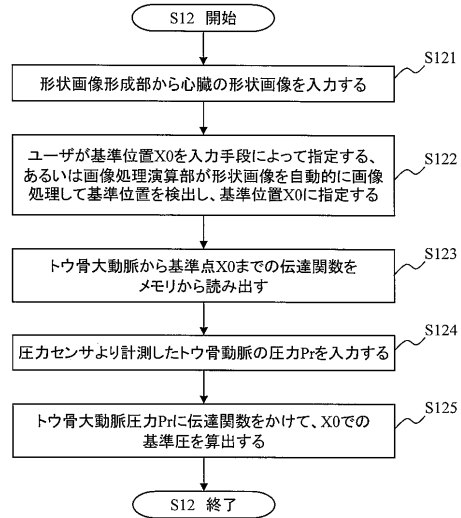 S12 開始
S121
形状画像形成部から心臓の形状画像を入力する
ユーザが基準位置X0を入力手段によって指定する、
あるいは画像処理演算部が形状画像を自動的に画像
処理して基準位置を検出し、基準位置X0に指定する
S122
トウ骨大動脈から基準点X0までの伝達関数を
メモリから読み出す
S123
圧力センサより計測したトウ骨動脈の圧力Prを入力する
S124
トウ骨大動脈圧力Prに伝達関数をかけて、X0での
基準圧を算出する
S125
S12 終了